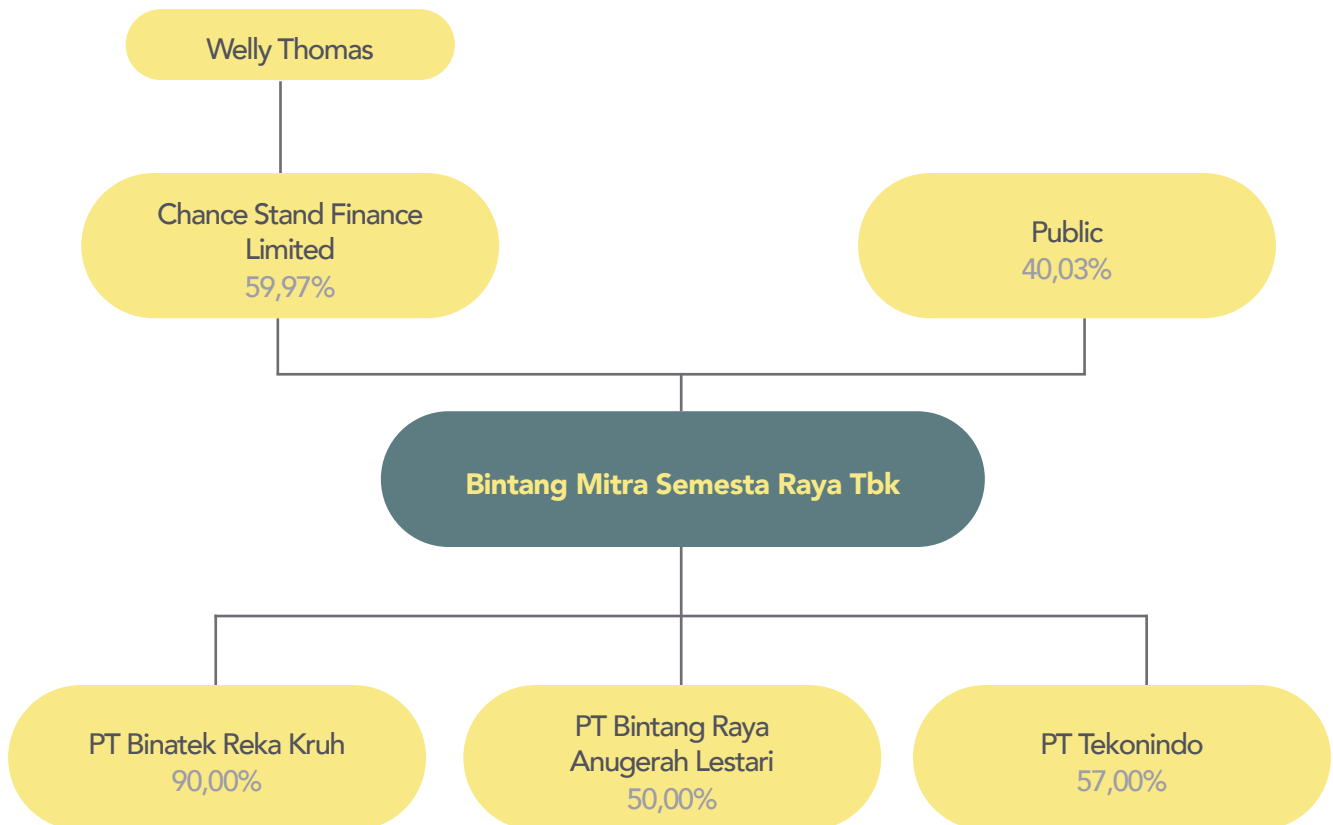 Welly Thomas
Chance Stand Finance
Limited
59,97%
Public
40,03%
Bintang Mitra Semesta Raya Tbk
PT Binatek Reka Kruh
90,00%
PT Bintang Raya
Anugerah Lestari
50,00%
PT Tekonindo
57,00%